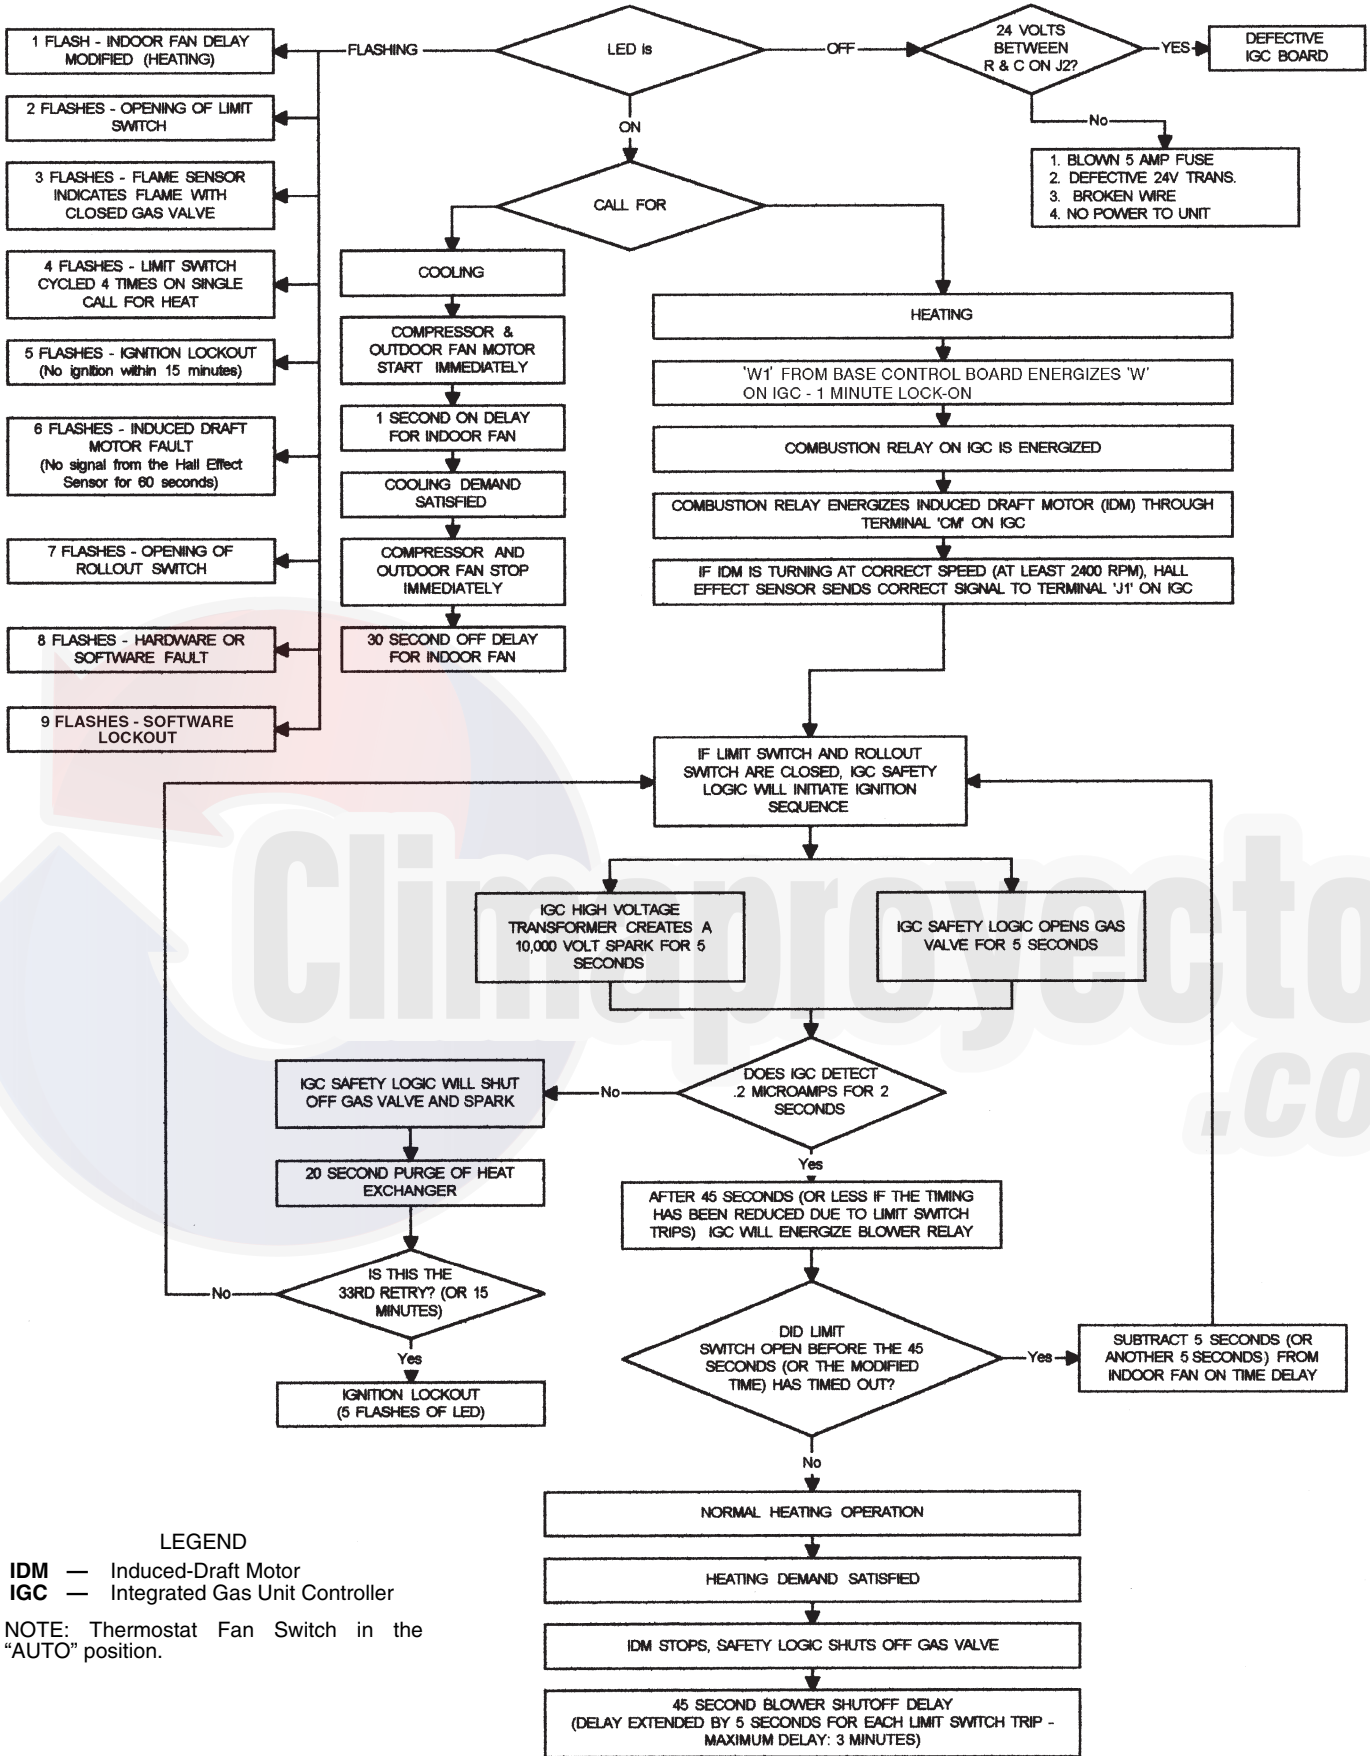 LED is
FLASHING
OFF
ON
24 VOLTS
BETWEEN
R & C ON J2?
YES
DEFECTIVE
IGC BOARD
No
1. BLOWN 5 AMP FUSE
2. DEFECTIVE 24V TRANS.
3. BROKEN WIRE
4. NO POWER TO UNIT
1 FLASH - INDOOR FAN DELAY
MODIFIED (HEATING)
2 FLASHES - OPENING OF LIMIT
SWITCH
3 FLASHES - FLAME SENSOR
INDICATES FLAME WITH
CLOSED GAS VALVE
4 FLASHES - LIMIT SWITCH
CYCLED 4 TIMES ON SINGLE
CALL FOR HEAT
5 FLASHES - IGNITION LOCKOUT
(No ignition within 15 minutes)
6 FLASHES - INDUCED DRAFT
MOTOR FAULT
(No signal from the Hall Effect
Sensor for 60 seconds)
7 FLASHES - OPENING OF
ROLLOUT SWITCH
8 FLASHES - HARDWARE OR
SOFTWARE FAULT
9 FLASHES - SOFTWARE
LOCKOUT
CALL FOR
COOLING
COMPRESSOR &
OUTDOOR FAN MOTOR
START IMMEDIATELY
1 SECOND ON DELAY
FOR INDOOR FAN
COOLING DEMAND
SATISFIED
COMPRESSOR AND
OUTDOOR FAN STOP
IMMEDIATELY
30 SECOND OFF DELAY
FOR INDOOR FAN
HEATING
'W1' FROM BASE CONTROL BOARD ENERGIZES 'W'
ON IGC - 1 MINUTE LOCK-ON
COMBUSTION RELAY ON IGC IS ENERGIZED
COMBUSTION RELAY ENERGIZES INDUCED DRAFT MOTOR (IDM) THROUGH
TERMINAL 'CM' ON IGC
IF IDM IS TURNING AT CORRECT SPEED (AT LEAST 2400 RPM), HALL
EFFECT SENSOR SENDS CORRECT SIGNAL TO TERMINAL 'J1' ON IGC
IF LIMIT SWITCH AND ROLLOUT
SWITCH ARE CLOSED, IGC SAFETY
LOGIC WILL INITIATE IGNITION
SEQUENCE
IGC HIGH VOLTAGE
TRANSFORMER CREATES A
10,000 VOLT SPARK FOR 5
SECONDS
IGC SAFETY LOGIC OPENS GAS
VALVE FOR 5 SECONDS
DOES IGC DETECT
.2 MICROAMPS FOR 2
SECONDS
No
IGC SAFETY LOGIC WILL SHUT
OFF GAS VALVE AND SPARK
20 SECOND PURGE OF HEAT
EXCHANGER
IS THIS THE
33RD RETRY? (OR 15
MINUTES)
No
Yes
IGNITION LOCKOUT
(5 FLASHES OF LED)
Yes
AFTER 45 SECONDS (OR LESS IF THE TIMING
HAS BEEN REDUCED DUE TO LIMIT SWITCH
TRIPS) IGC WILL ENERGIZE BLOWER RELAY
DID LIMIT
SWITCH OPEN BEFORE THE 45
SECONDS (OR THE MODIFIED
TIME) HAS TIMED OUT?
Yes
SUBTRACT 5 SECONDS (OR
ANOTHER 5 SECONDS) FROM
INDOOR FAN ON TIME DELAY
No
NORMAL HEATING OPERATION
HEATING DEMAND SATISFIED
IDM STOPS, SAFETY LOGIC SHUTS OFF GAS VALVE
45 SECOND BLOWER SHUTOFF DELAY
(DELAY EXTENDED BY 5 SECONDS FOR EACH LIMIT SWITCH TRIP -
MAXIMUM DELAY: 3 MINUTES)
LEGEND
IDM — Induced-Draft Motor
IGC — Integrated Gas Unit Controller
NOTE: Thermostat Fan Switch in the
“AUTO” position.
Climaproyecto
.co